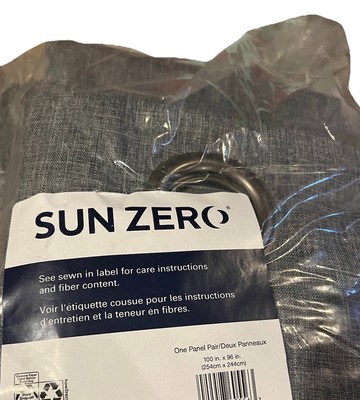 SUN ZERO®
See sewn in label for care instructions
and fiber content.
Voir l'étiquette cousue pour les instructions
d'entretien et la teneur en fibres.
One Panel Pair/Deux Panneaux
100 in. x 96 in.
(254cm x 244cm)